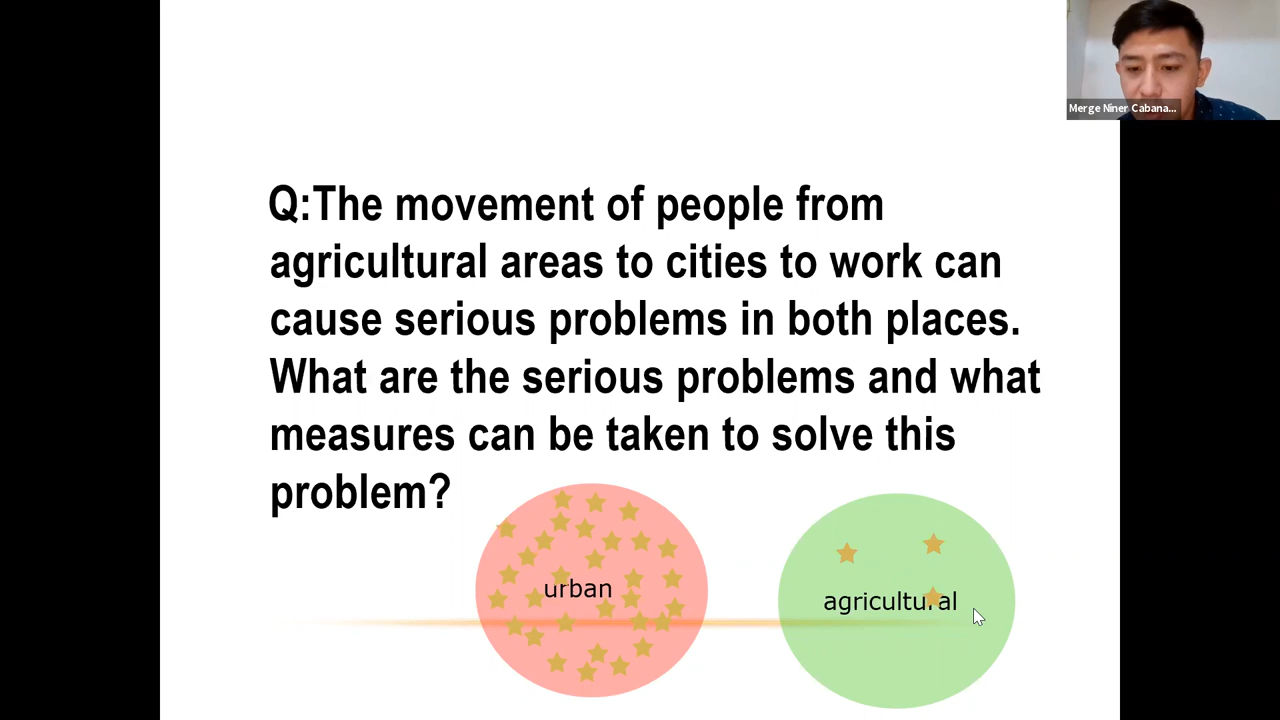 Merge Niner Cabana...
Q:The movement of people from
agricultural areas to cities to work can
cause serious problems in both places.
What are the serious problems and what
measures can be taken to solve this
problem?
urban
agricultural